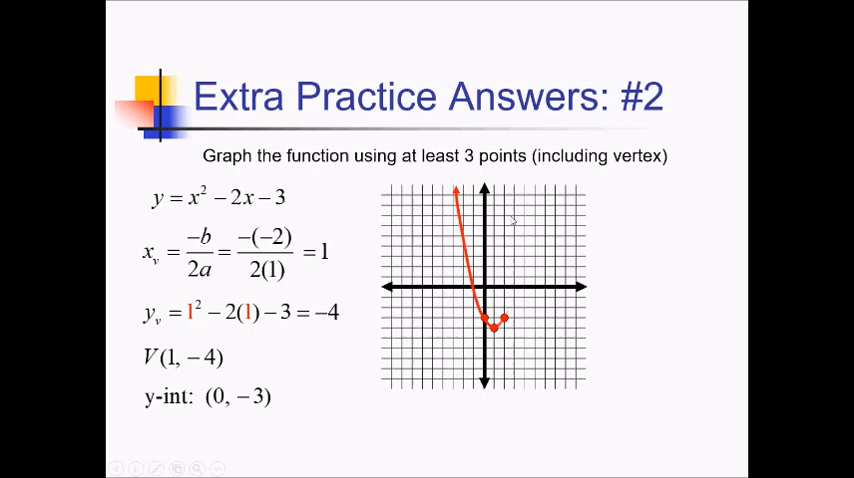 Extra Practice Answers: #2
Graph the function using at least 3 points (including vertex)
y = x² − 2x − 3
xᵥ = −b/2a = −(−2)/2(1) = 1
yᵥ = 1² − 2(1) − 3 = −4
V(1, −4)
y-int: (0, −3)